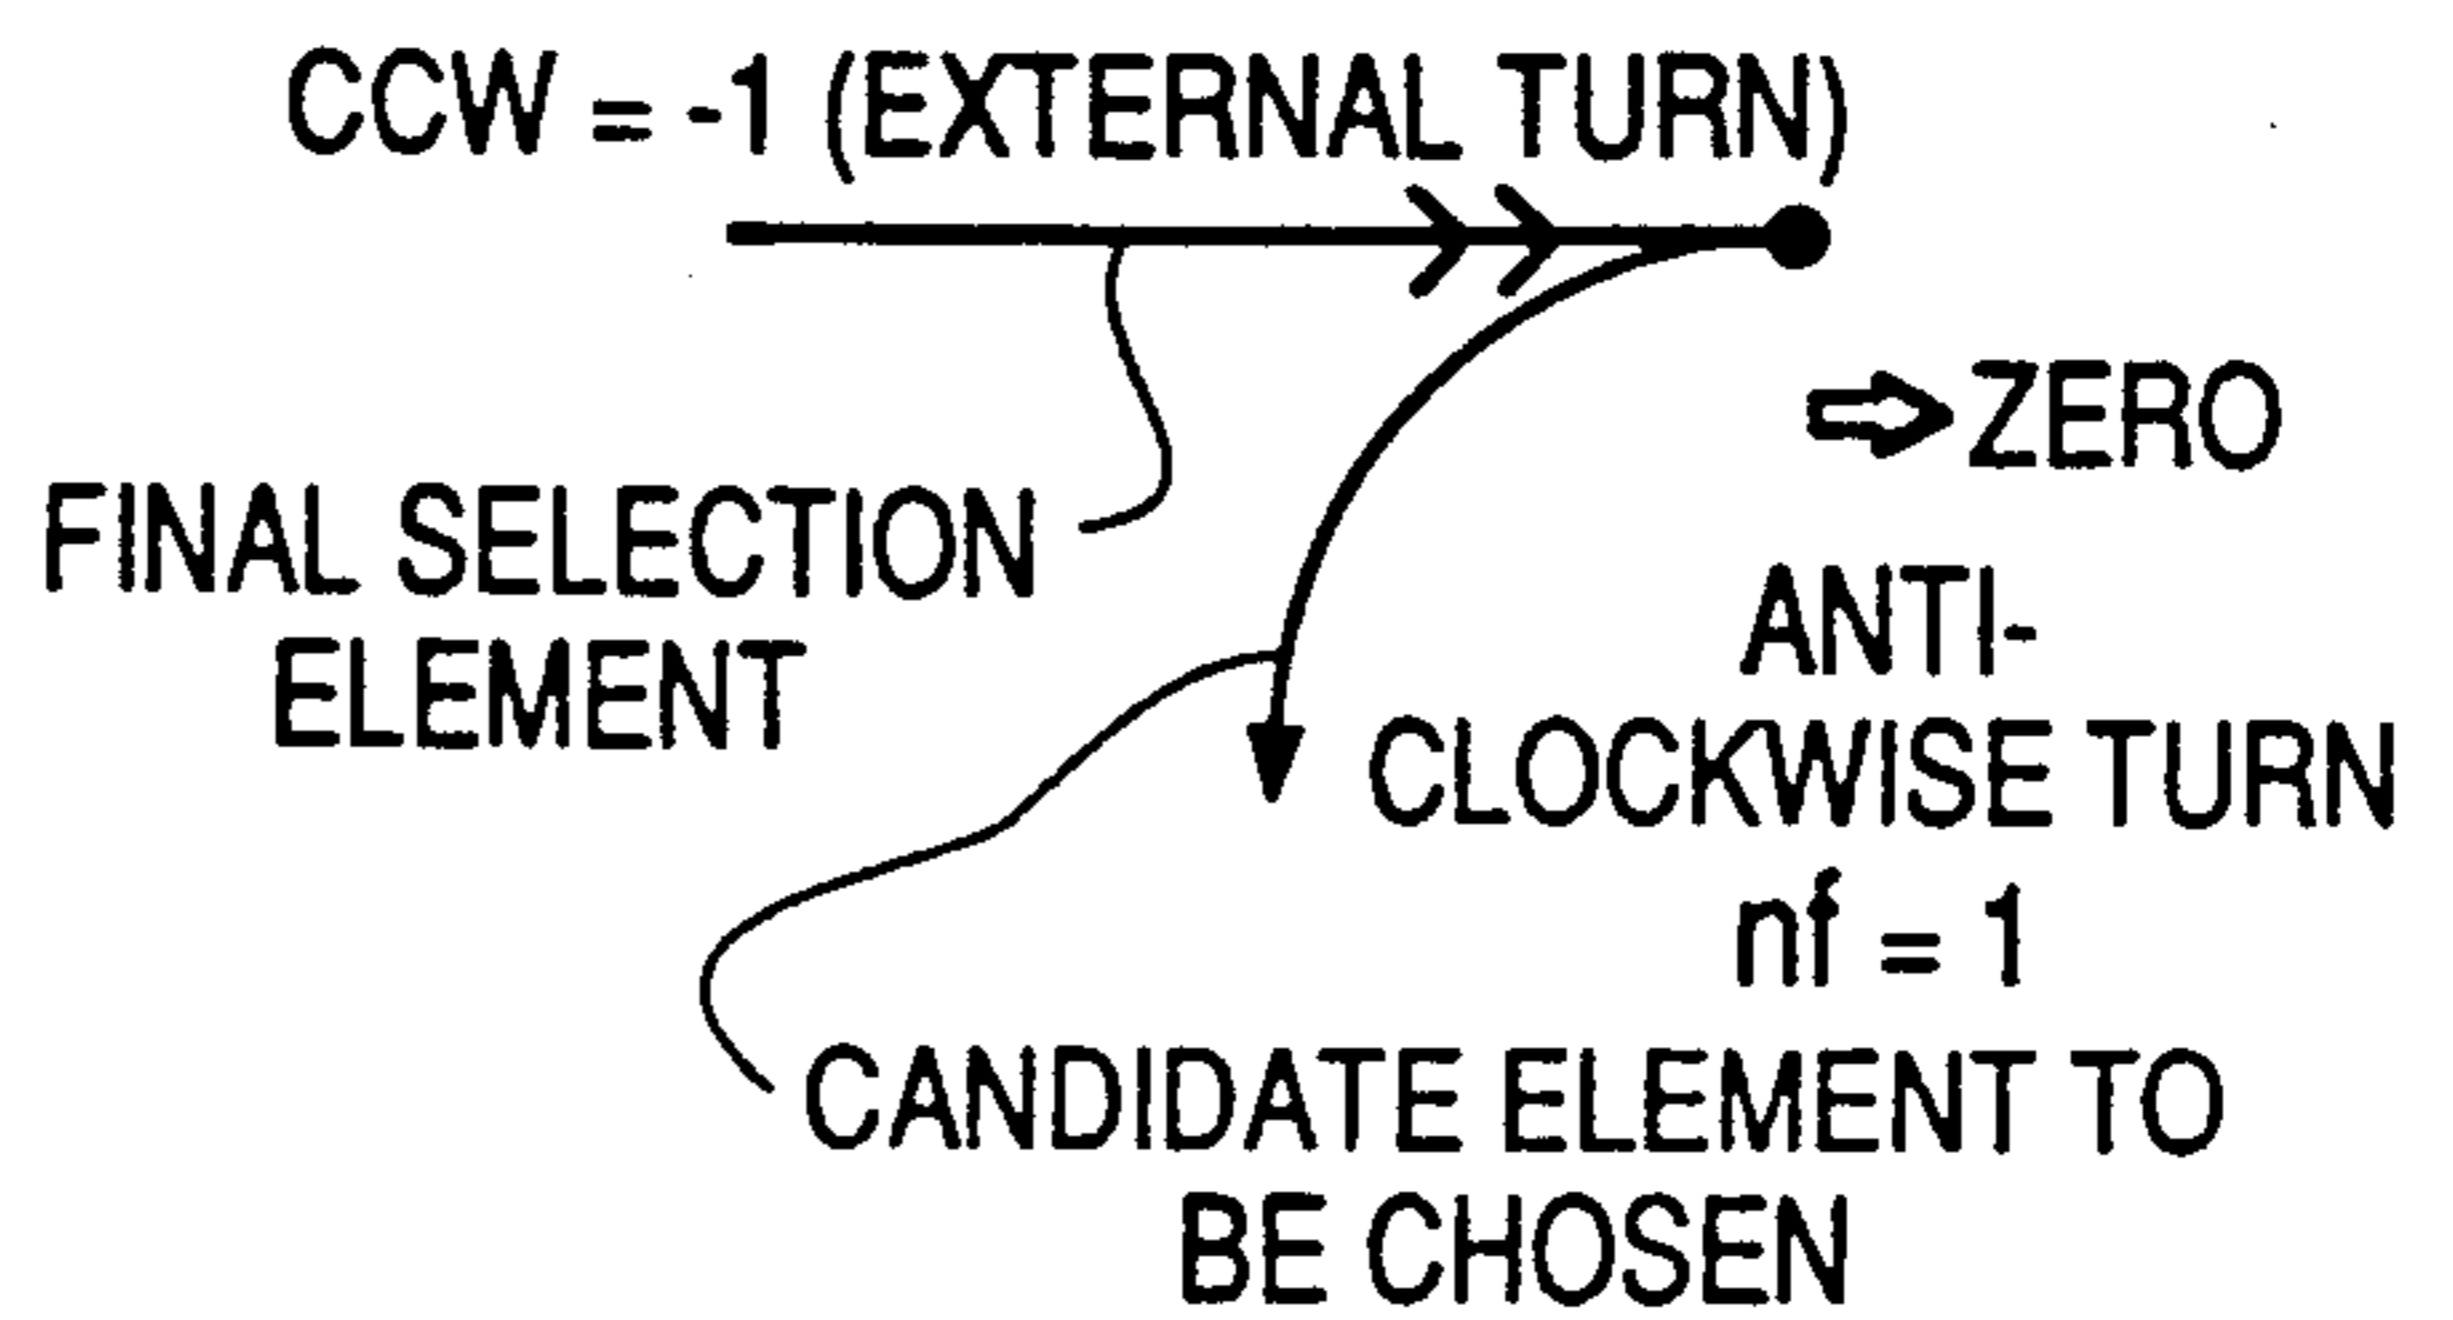 CCW = -1 (EXTERNAL TURN)
ZERO
FINAL SELECTION
ELEMENT
ANTI-
CLOCKWISE TURN
nf = 1
CANDIDATE ELEMENT TO
BE CHOSEN